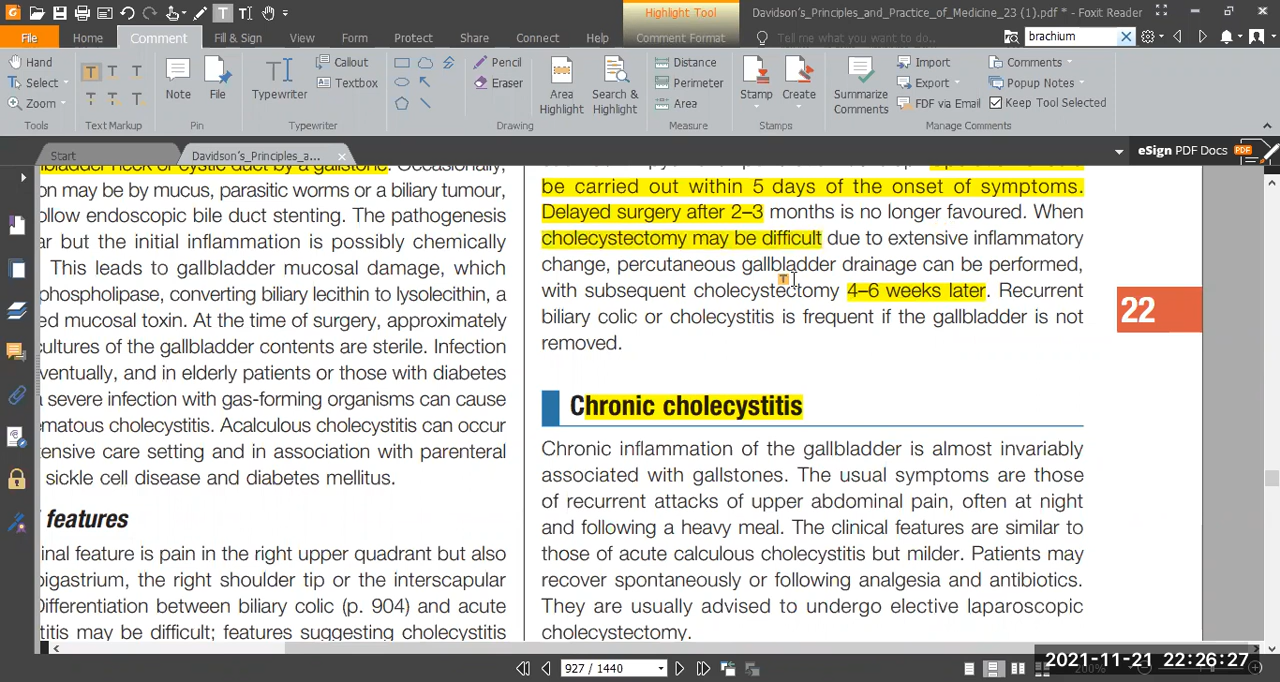 Highlight Tool
Davidson's_Principles_and_Practice_of_Medicine_23 (1).pdf * - Foxit Reader
File Home Comment Fill & Sign View Form Protect Share Connect Help Comment Format Tell me what you want to do.. brachium
Hand
Select
Zoom
Tools
Text Markup
Note
File
Pin
Typewriter
Callout
Textbox
Typewriter
Pencil
Eraser
Drawing
Area Highlight
Search & Highlight
Distance
Perimeter
Area
Measure
Stamp
Create
Stamps
Summarize Comments
Import
Export
FDF via Email
Comments
Popup Notes
Keep Tool Selected
Manage Comments
Start
Davidson's_Principles_a...
eSign PDF Docs
PDF
bladder neck or cystic duct by a gallstone. Occasionally,
on may be by mucus, parasitic worms or a biliary tumour,
ollow endoscopic bile duct stenting. The pathogenesis
ar but the initial inflammation is possibly chemically
This leads to gallbladder mucosal damage, which
phospholipase, converting biliary lecithin to lysolecithin, a
ed mucosal toxin. At the time of surgery, approximately
cultures of the gallbladder contents are sterile. Infection
ventually, and in elderly patients or those with diabetes
a severe infection with gas-forming organisms can cause
ematous cholecystitis. Acalculous cholecystitis can occur
tensive care setting and in association with parenteral
sickle cell disease and diabetes mellitus.
features
inal feature is pain in the right upper quadrant but also
pigastrium, the right shoulder tip or the interscapular
Differentiation between biliary colic (p. 904) and acute
titis may be difficult; features suggesting cholecystitis
be carried out within 5 days of the onset of symptoms.
Delayed surgery after 2–3 months is no longer favoured. When
cholecystectomy may be difficult due to extensive inflammatory
change, percutaneous gallbladder drainage can be performed,
with subsequent cholecystectomy 4–6 weeks later. Recurrent
biliary colic or cholecystitis is frequent if the gallbladder is not
removed.
22
Chronic cholecystitis
Chronic inflammation of the gallbladder is almost invariably
associated with gallstones. The usual symptoms are those
of recurrent attacks of upper abdominal pain, often at night
and following a heavy meal. The clinical features are similar to
those of acute calculous cholecystitis but milder. Patients may
recover spontaneously or following analgesia and antibiotics.
They are usually advised to undergo elective laparoscopic
cholecystectomy.
927 / 1440
2021-11-21 22:26:27